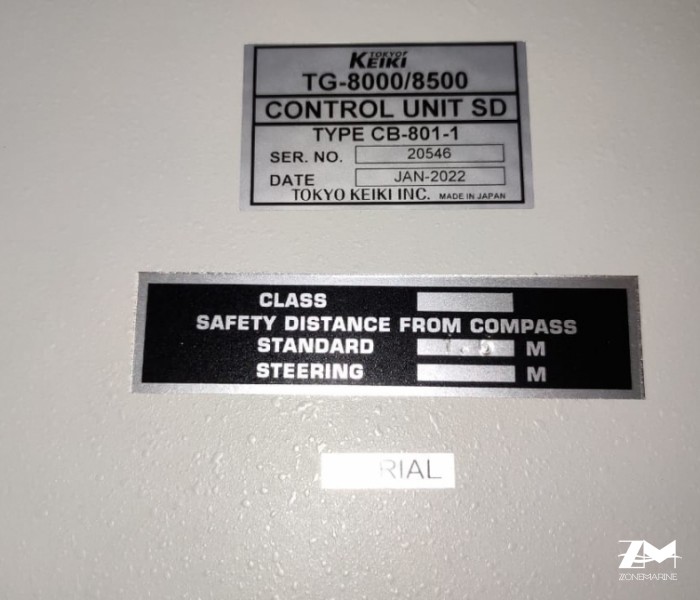 TOKYO
KEIKI
TG-8000/8500
CONTROL UNIT SD
TYPE CB-801-1
SER. NO. 20546
DATE JAN-2022
TOKYO KEIKI INC. MADE IN JAPAN
CLASS
SAFETY DISTANCE FROM COMPASS
STANDARD M
STEERING M
RIAL
ZM
ZONEMARINE